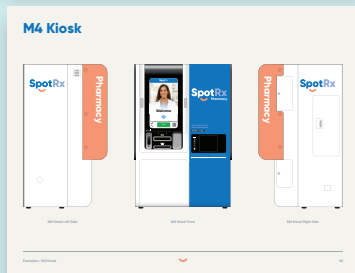 M4 Kiosk
SpotRx
Pharmacy
Welcome
SpotRx
Pharmacy
Pharmacy
SpotRx
M4 Kiosk Left Side
M4 Kiosk Front
M4 Kiosk Right Side